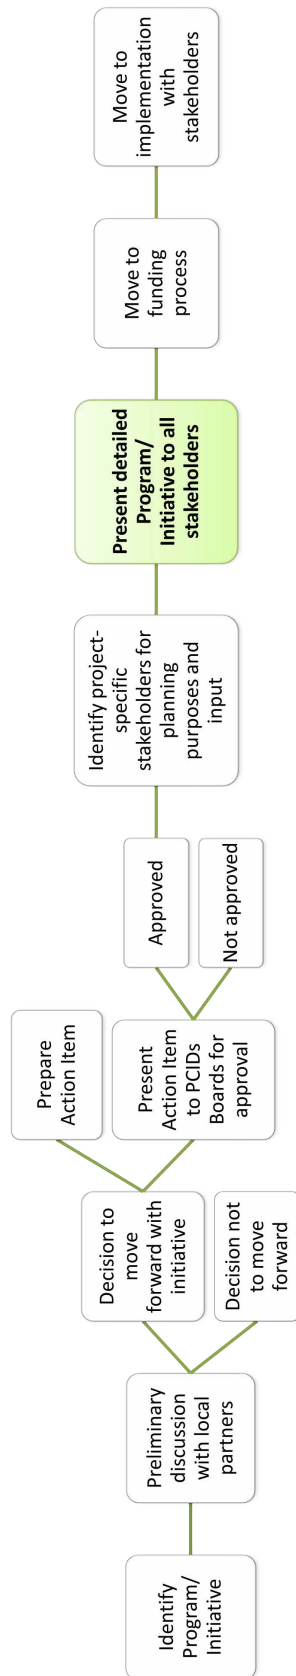 Identify Program/
Initiative
Preliminary
discussion
with local
partners
Decision to
move
forward with
initiative
Decision not
to move
forward
Prepare
Action Item
Present
Action Item
to PCIDs
Boards for
approval
Approved
Not approved
Identify project-
specific
stakeholders for
planning
purposes and
input
Present detailed
Program/
Initiative to all
stakeholders
Move to
funding
process
Move to
implementation
with
stakeholders